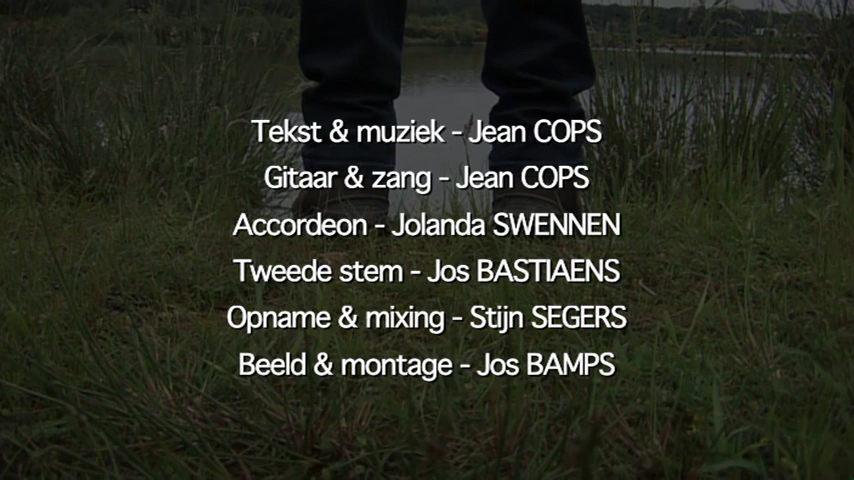 Tekst & muziek - Jean COPS
Gitaar & zang - Jean COPS
Accordeon - Jolanda SWENNEN
Tweede stem - Jos BASTIAENS
Opname & mixing - Stijn SEGERS
Beeld & montage - Jos BAMPS